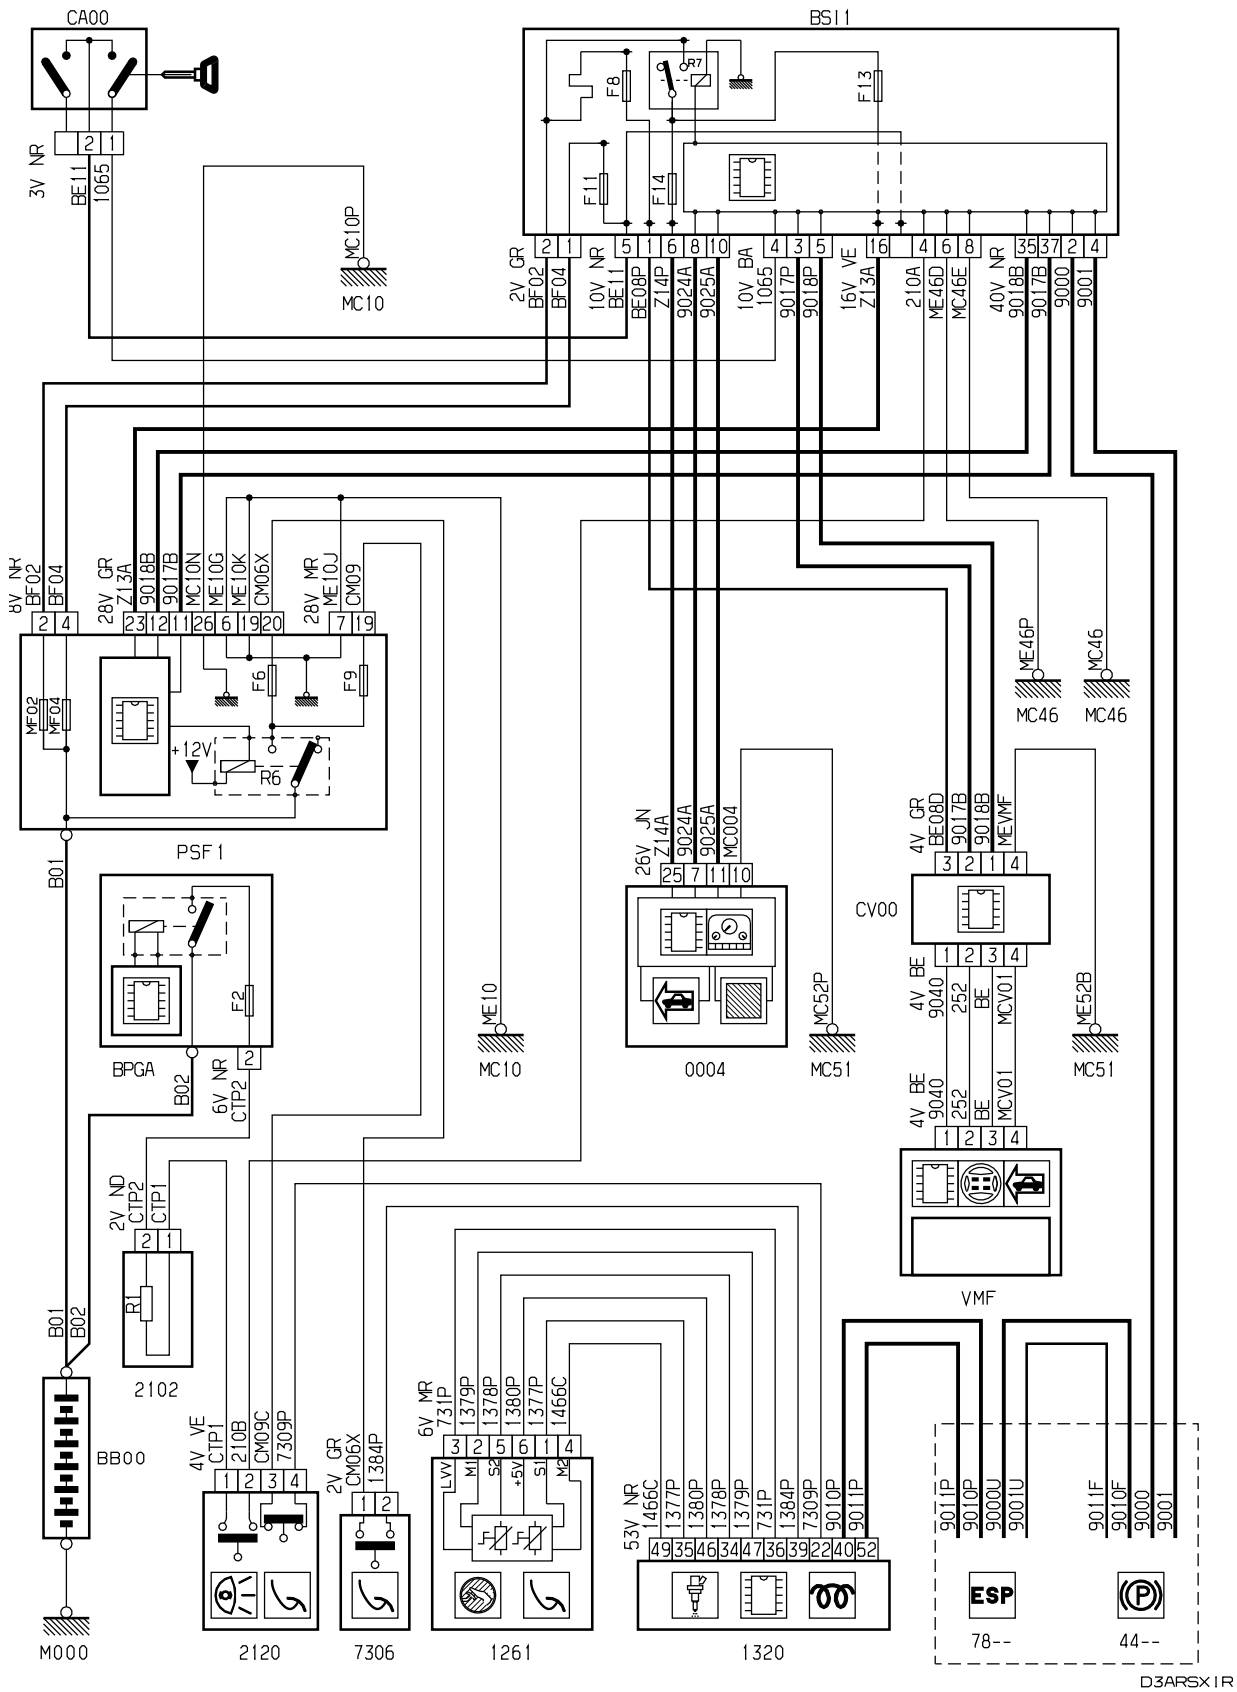 CA00
BSI1
R7
F8
F13
F11
F14
2 1
3V NR
BE11
1065
MC10P
MC10
2 1 5 1 6 8 10 4 3 5 16 4 6 8 35 37 2 4
2V GR
BF02
BF04
10V NR
BE11
BE08P
Z14P
9024A
9025A
10V BA
1065
9017P
9018P
16V VE
Z13A
210A
ME46D
MC46E
40V NR
9018B
9017B
9000
9001
8V NR
BF02
BF04
28V GR
Z13A
9018B
9017B
MC10N
ME10G
ME10K
CM06X
28V MR
ME10J
CM09
2 4 23 12 11 26 6 19 20 7 19
MF02
MF04
F6
F9
+12V
R6
PSF1
ME46P
MC46
MC46
MC46
B01
F2
BPGA
2
B02
6V NR
CTP2
ME10
MC10
26V JN
Z14A
9024A
9025A
MC004
25 7 11 10
0004
MC52P
MC51
4V GR
BE08D
9017B
9018B
MEVMF
3 2 1 4
CV00
1 2 3 4
4V BE
9040
252
BE
MCV01
ME52B
MC51
4V BE
9040
252
BE
MCV01
1 2 3 4
VMF
2V ND
CTP2
CTP1
2 1
R1
2102
B01
B02
BB00
M000
4V VE
CTP1
210B
CM09C
7309P
1 2 3 4
2120
2V GR
CM06X
1384P
1 2
7306
6V MR
731P
1379P
1378P
1380P
1377P
1466C
3 2 5 6 1 4
LVV
M1
S2
+5V
S1
M2
1261
53V NR
1466C
1377P
1380P
1378P
1379P
731P
1384P
7309P
9010P
9011P
49 35 46 34 47 36 39 22 40 52
1320
9011P
9010P
9000U
9001U
9011F
9010F
9000
9001
ESP
P
78--
44--
D3ARSX1R